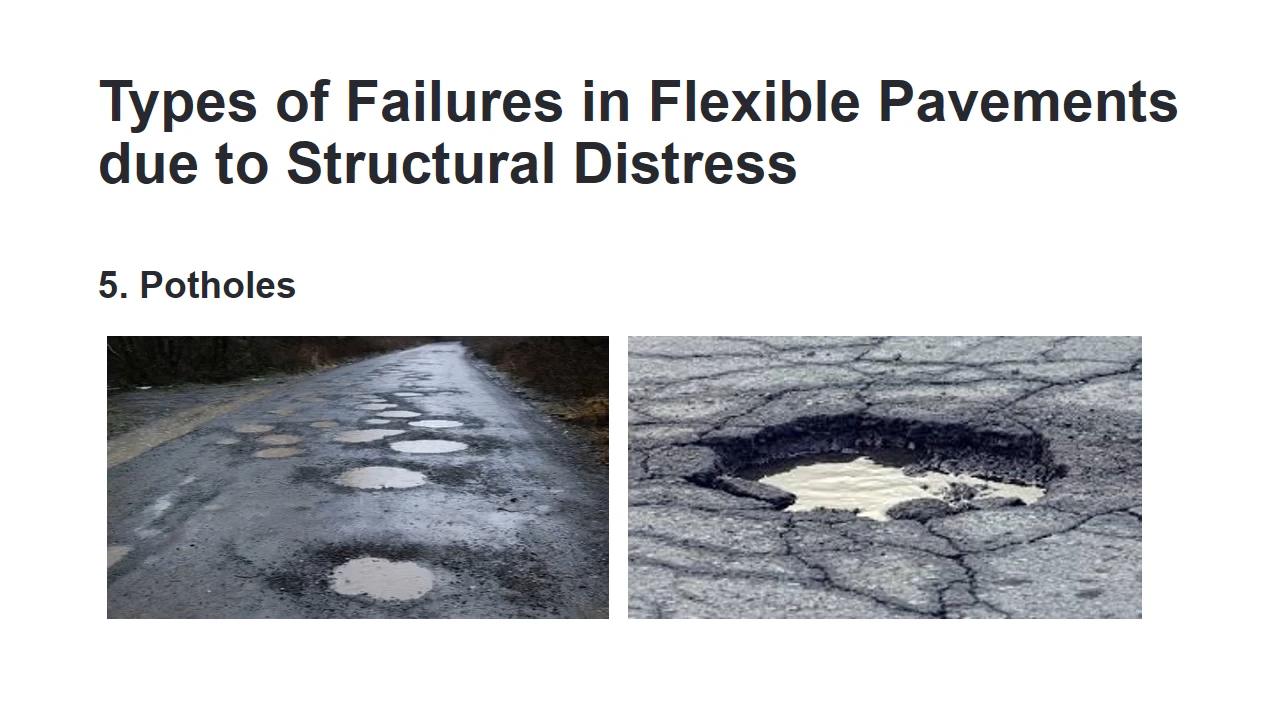 Types of Failures in Flexible Pavements
due to Structural Distress
5. Potholes